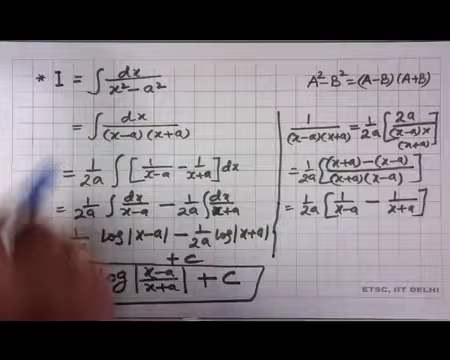 * I = ∫ dx / (x² - a²)
= ∫ dx / ((x-a)(x+a))
= 1/2a ∫ [1/(x-a) - 1/(x+a)] dx
= 1/2a ∫ dx/(x-a) - 1/2a ∫ dx/(x+a)
log|x-a| - 1/2a log|x+a|
+ C
log |(x-a)/(x+a)| + C
A² - B² = (A-B)(A+B)
1/((x-a)(x+a)) = 1/2a [2a/((x-a)x(x+a))]
= 1/2a [((x+a) - (x-a))/((x+a)(x-a))]
= 1/2a [1/(x-a) - 1/(x+a)]
ETSC, IIT DELHI